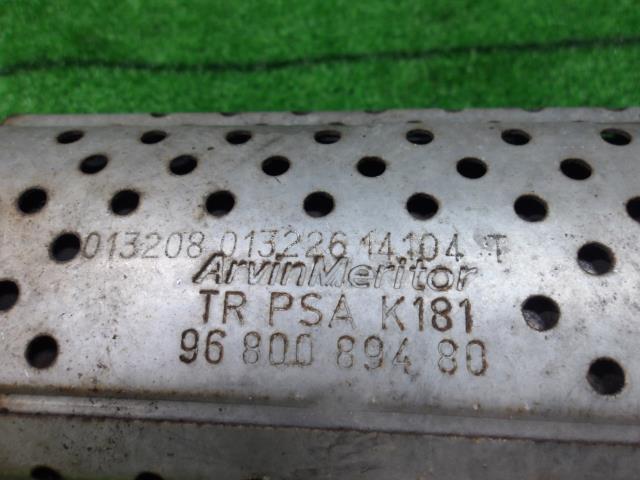 013208 013226 14104 T
ArvinMeritor
TR PSA K181
96 800 894 80